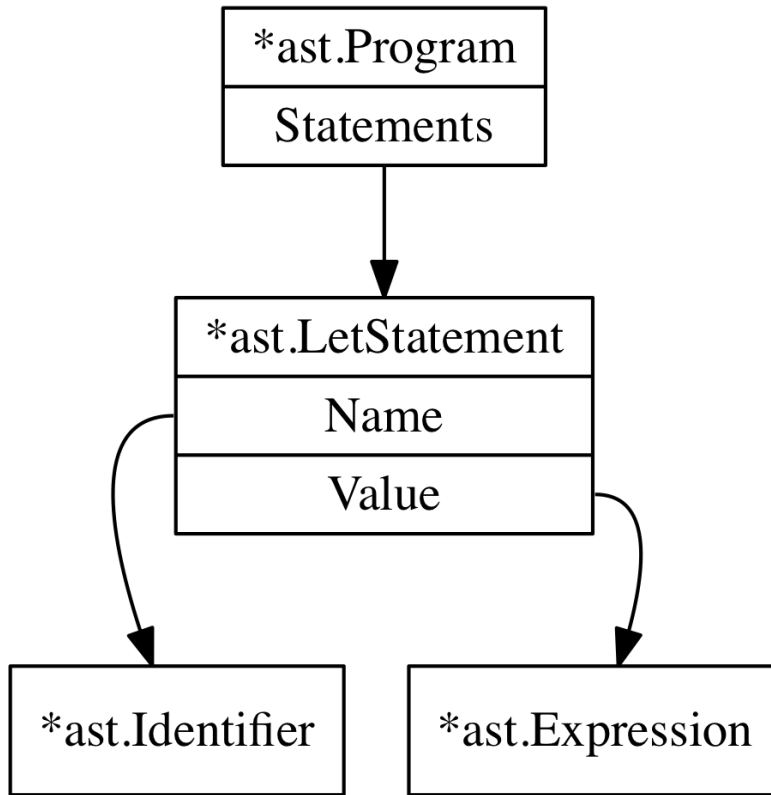 *ast.Program
Statements
*ast.LetStatement
Name
Value
*ast.Identifier
*ast.Expression